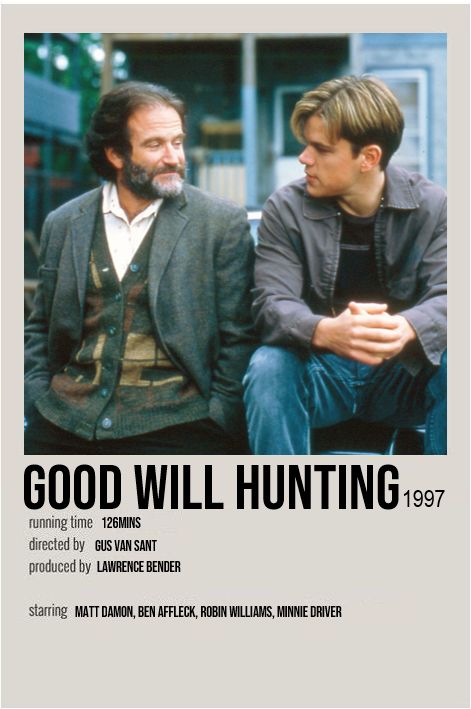 GOOD WILL HUNTING 1997
running time 126MINS
directed by GUS VAN SANT
produced by LAWRENCE BENDER
starring MATT DAMON, BEN AFFLECK, ROBIN WILLIAMS, MINNIE DRIVER